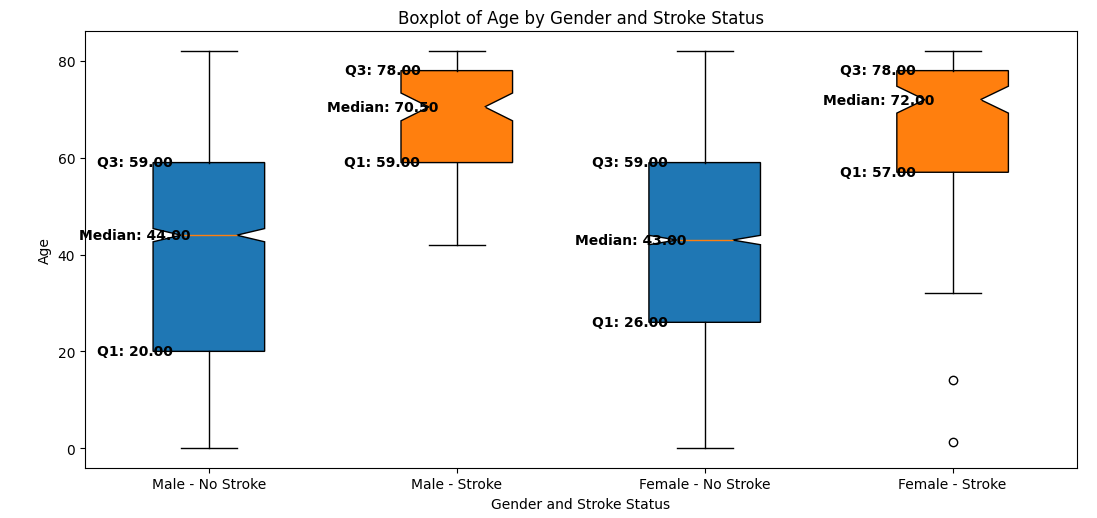 Boxplot of Age by Gender and Stroke Status
Age
80
60
40
20
0
Q3: 59.00
Median: 44.00
Q1: 20.00
Q3: 78.00
Median: 70.50
Q1: 59.00
Q3: 59.00
Median: 43.00
Q1: 26.00
Q3: 78.00
Median: 72.00
Q1: 57.00
Male - No Stroke
Male - Stroke
Female - No Stroke
Female - Stroke
Gender and Stroke Status